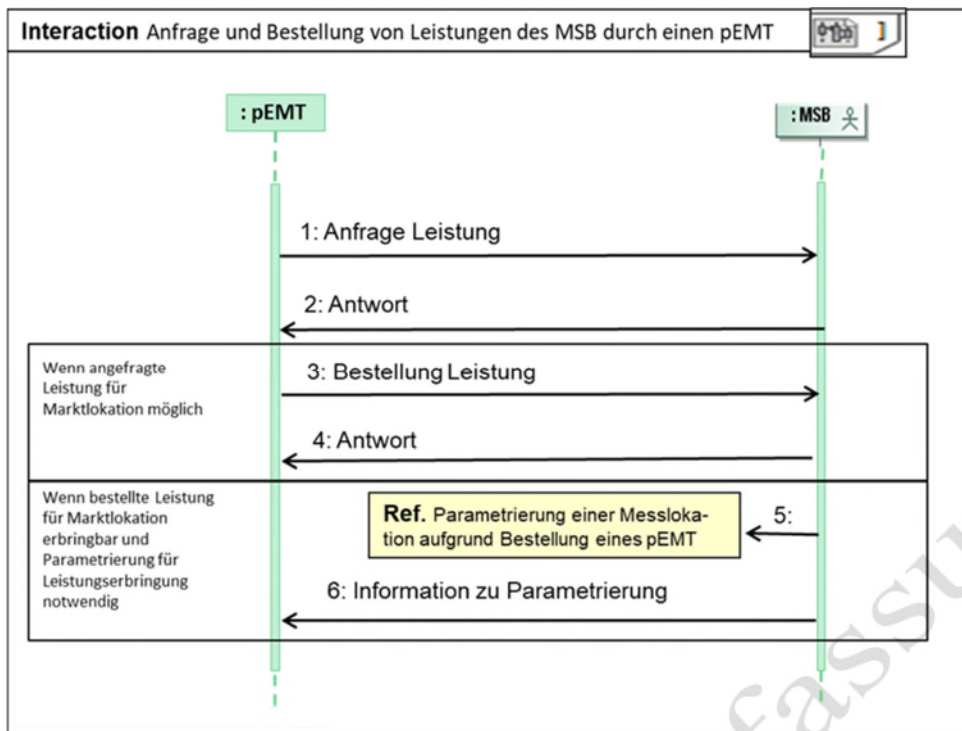 Interaction Anfrage und Bestellung von Leistungen des MSB durch einen pEMT
: pEMT
: MSB
1: Anfrage Leistung
2: Antwort
Wenn angefragte
Leistung für
Marktlokation möglich
3: Bestellung Leistung
4: Antwort
Wenn bestellte Leistung
für Marktlokation
erbringbar und
Parametrierung für
Leistungserbringung
notwendig
Ref. Parametrierung einer Messloka-
tion aufgrund Bestellung eines pEMT
5:
6: Information zu Parametrierung
fassu